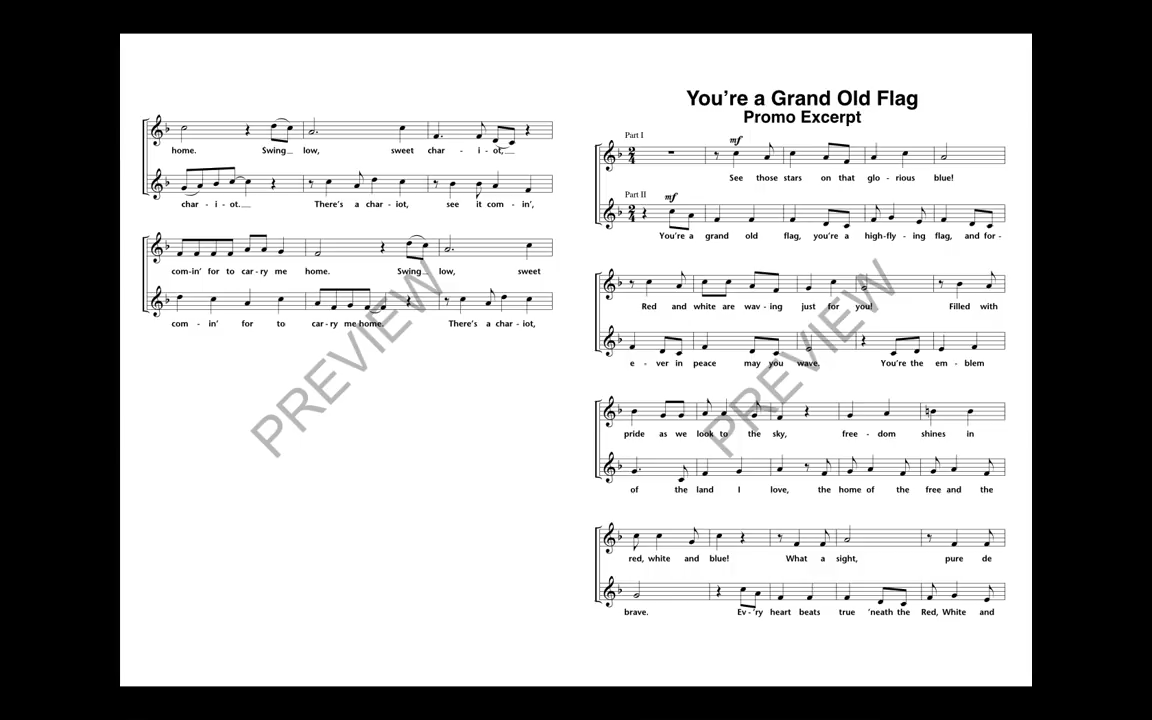 home. Swing low, sweet char - i - ot,
char - i - ot. There's a char - iot, see it com - in',
com-in' for to car - ry me home. Swing low, sweet
com - in' for to car - ry me home. There's a char - iot,
PREVIEW
You're a Grand Old Flag
Promo Excerpt
Part I
mf
See those stars on that glo - rious blue!
Part II
mf
You're a grand old flag, you're a high-fly - ing flag, and for -
Red and white are wav - ing just for you! Filled with
e - ver in peace may you wave. You're the em - blem
pride as we look to the sky, free - dom shines in
of the land I love, the home of the free and the
red, white and blue! What a sight, pure de
brave. Ev - 'ry heart beats true 'neath the Red, White and
PREVIEW